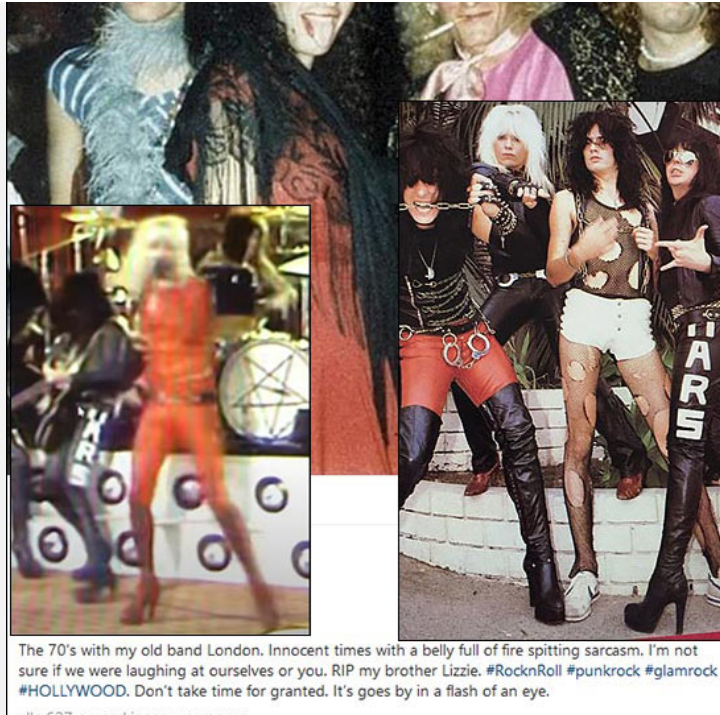 MARS
ARS
The 70's with my old band London. Innocent times with a belly full of fire spitting sarcasm. I'm not
sure if we were laughing at ourselves or you. RIP my brother Lizzie. #RocknRoll #punkrock #glamrock
#HOLLYWOOD. Don't take time for granted. It's goes by in a flash of an eye.